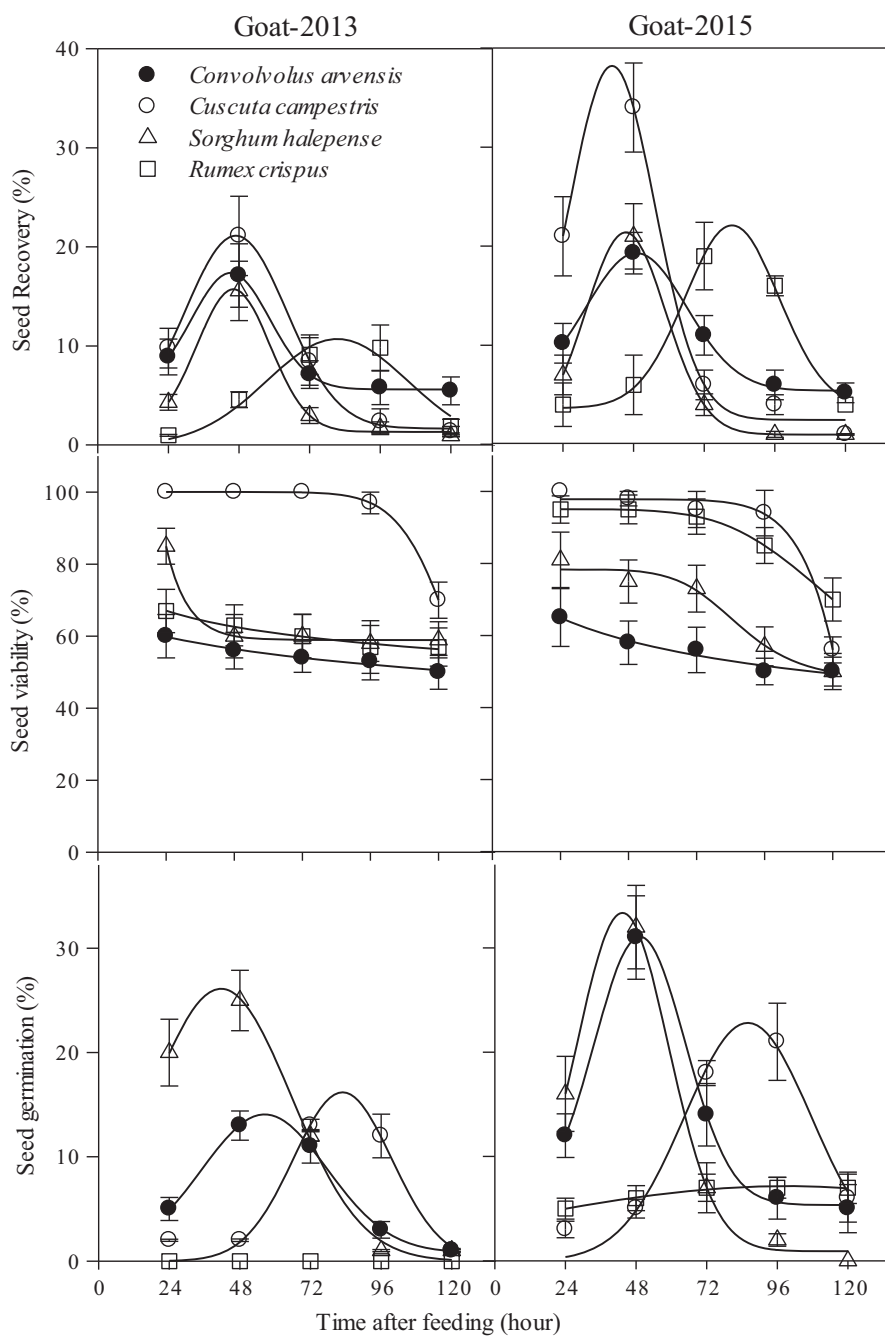 Goat-2013
Goat-2015
40
30
20
10
0
Seed Recovery (%)
Convolvolus arvensis
Cuscuta campestris
Sorghum halepense
Rumex crispus
100
80
60
40
20
0
Seed viability (%)
30
20
10
0
Seed germination (%)
0 24 48 72 96 120
0 24 48 72 96 120
Time after feeding (hour)